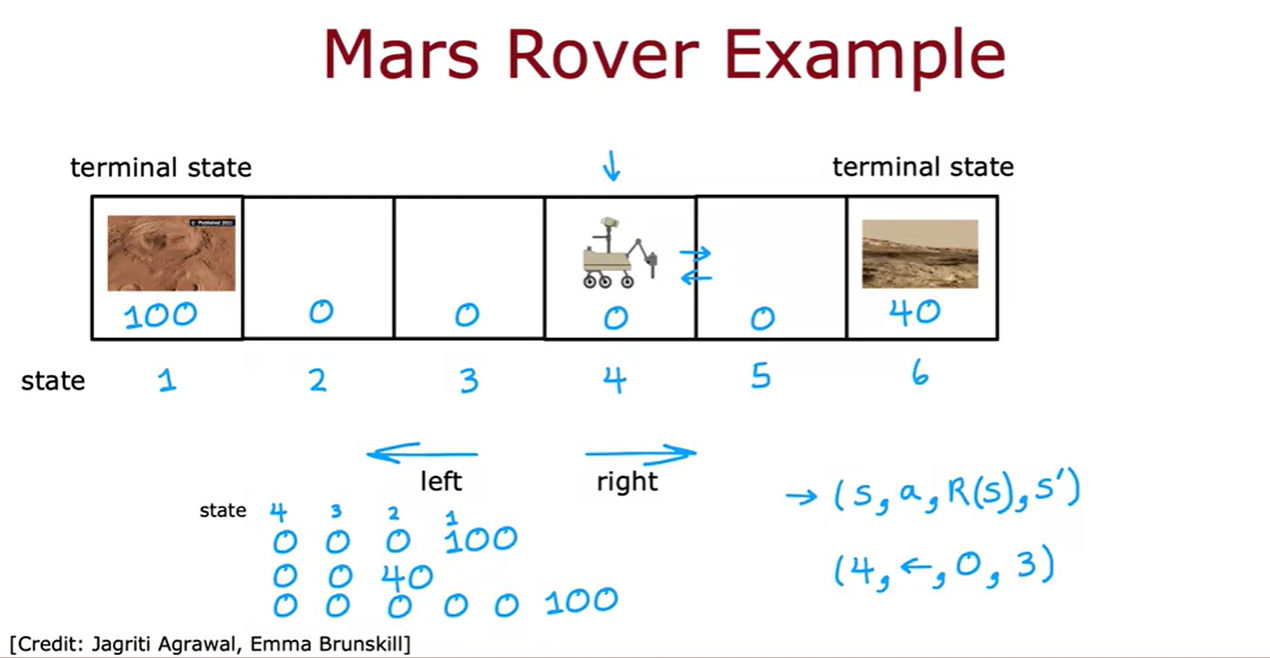 Mars Rover Example
terminal state terminal state
↓
© Published 2021
→
←
100 0 0 0 0 40
state 1 2 3 4 5 6
← →
left right
→ (s, a, R(s), s')
state 4 3 2 1
0 0 0 100
(4, ←, 0, 3)
0 0 40
0 0 0 0 0 100
[Credit: Jagriti Agrawal, Emma Brunskill]